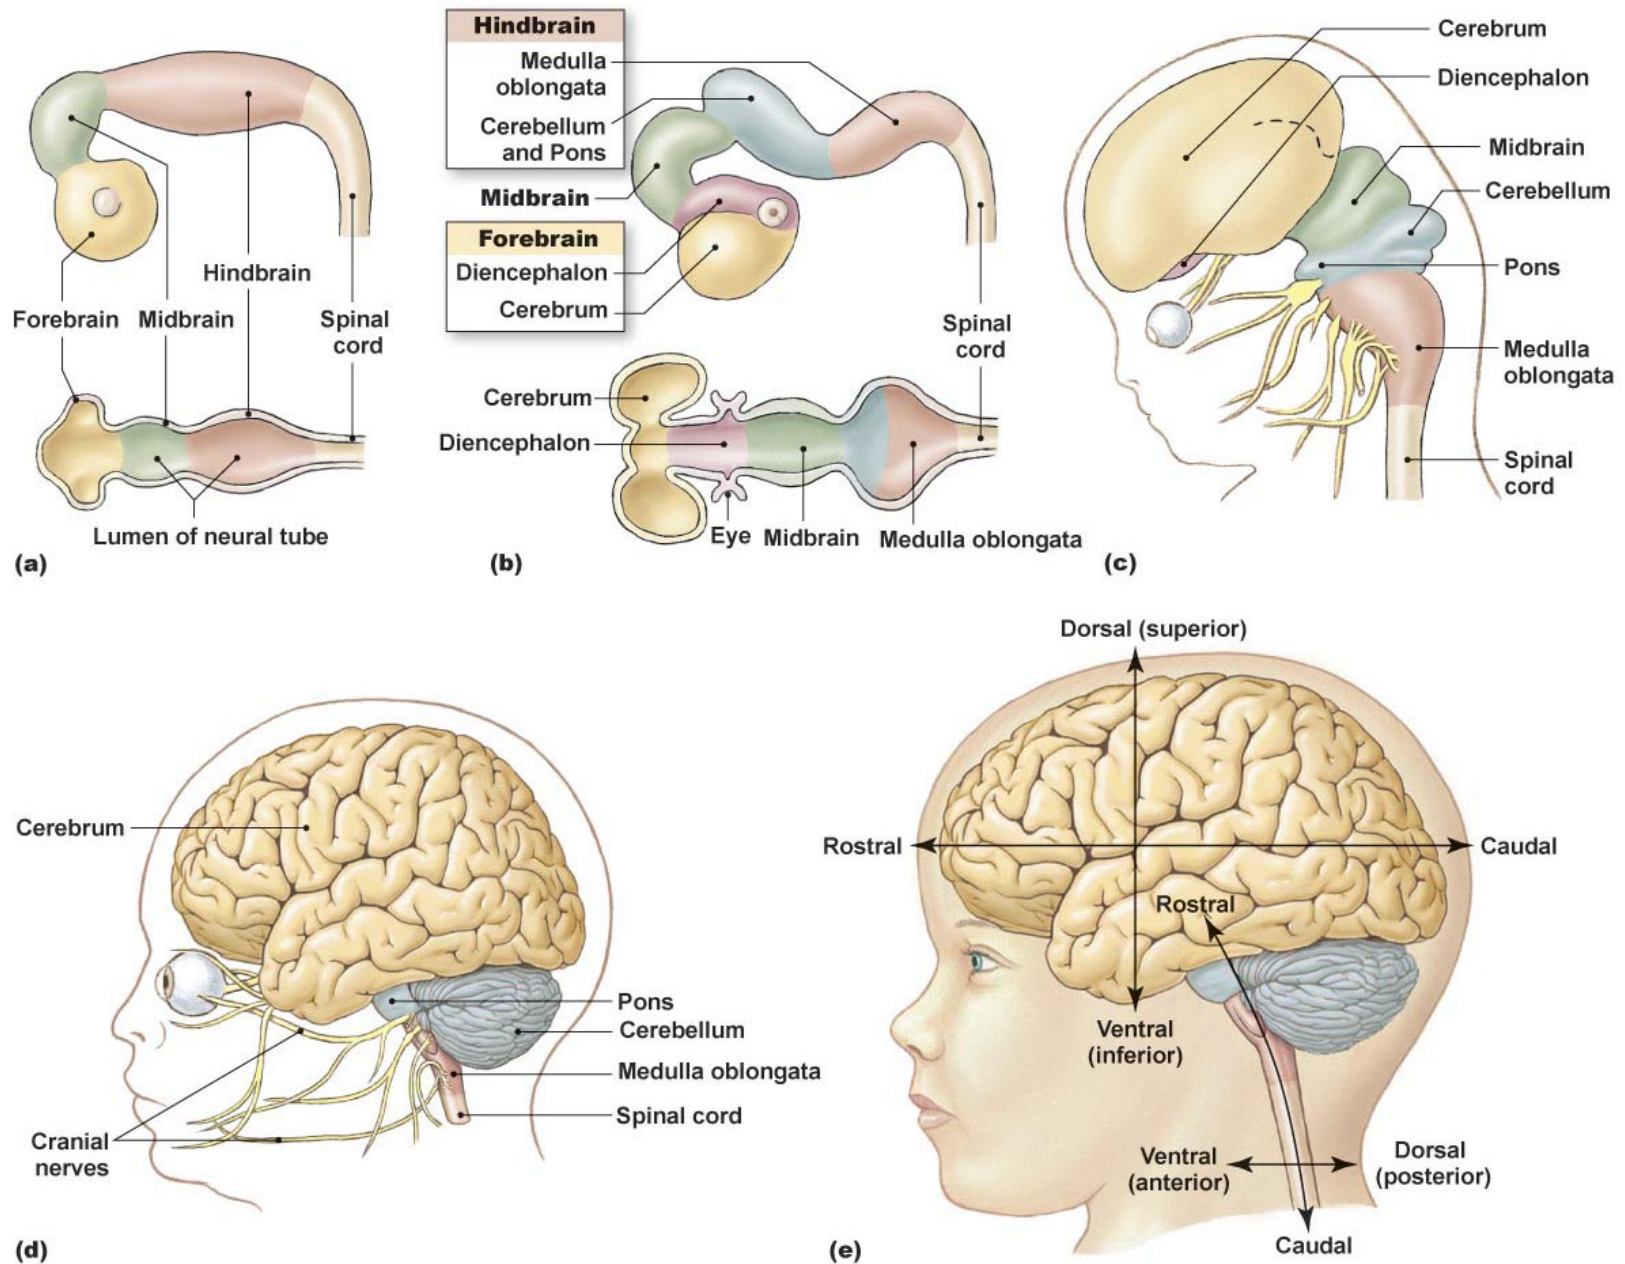 Hindbrain
Medulla
oblongata
Cerebellum
and Pons
Midbrain
Forebrain
Diencephalon
Cerebrum
Hindbrain
Forebrain
Midbrain
Spinal
cord
Lumen of neural tube
(a)
Spinal
cord
Cerebrum
Diencephalon
Eye
Midbrain
Medulla oblongata
(b)
Cerebrum
Diencephalon
Midbrain
Cerebellum
Pons
Medulla
oblongata
Spinal
cord
(c)
Cerebrum
Pons
Cerebellum
Medulla oblongata
Spinal cord
Cranial
nerves
(d)
Dorsal (superior)
Rostral
Caudal
Rostral
Ventral
(inferior)
Ventral
(anterior)
Dorsal
(posterior)
Caudal
(e)